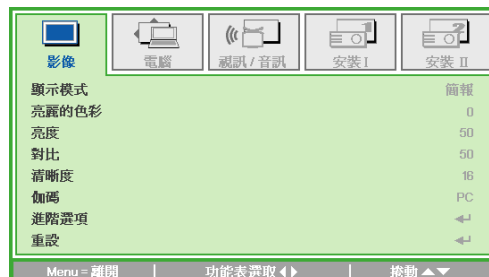 影像 電腦 視訊 / 音訊 安裝 I 安裝 II
顯示模式 簡報
亮麗的色彩 0
亮度 50
對比 50
清晰度 16
伽碼 PC
進階選項
重設
Menu = 離開 | 功能表選取 | 捲動